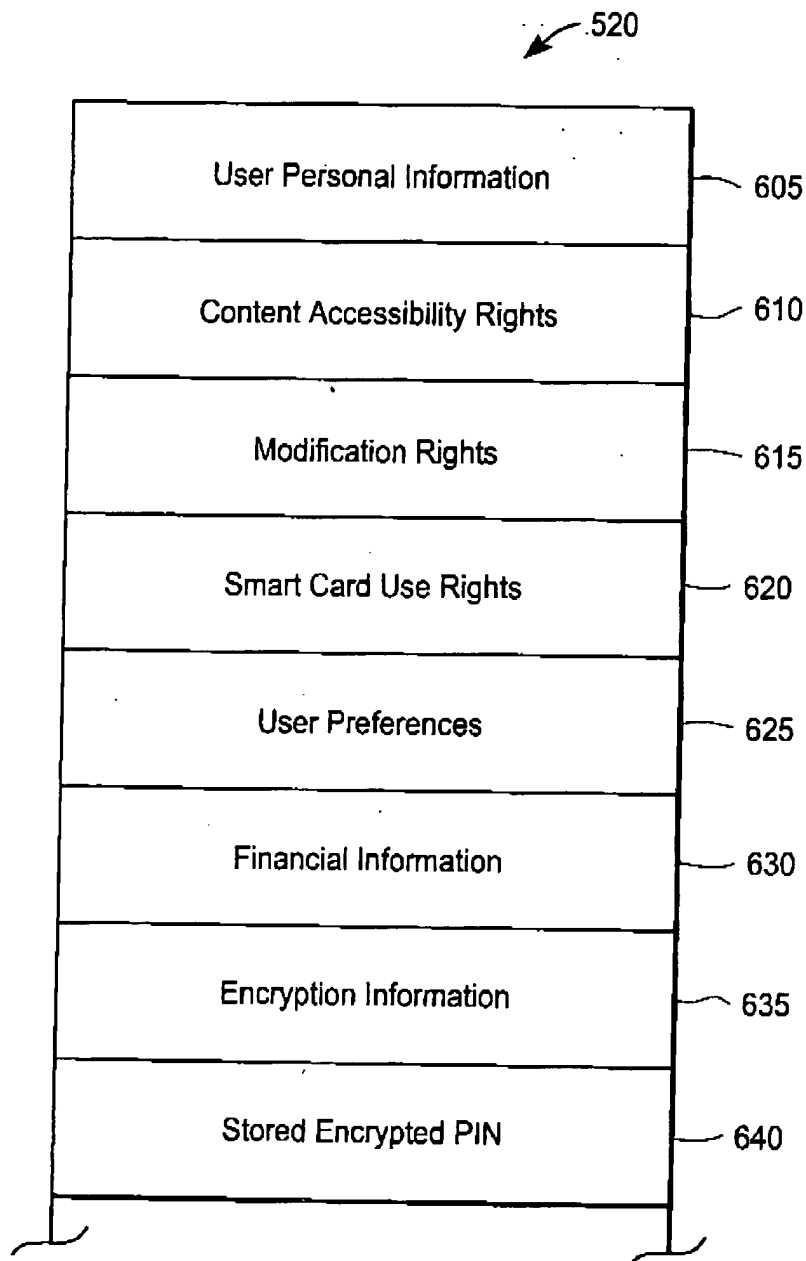 520
User Personal Information 605
Content Accessibility Rights 610
Modification Rights 615
Smart Card Use Rights 620
User Preferences 625
Financial Information 630
Encryption Information 635
Stored Encrypted PIN 640